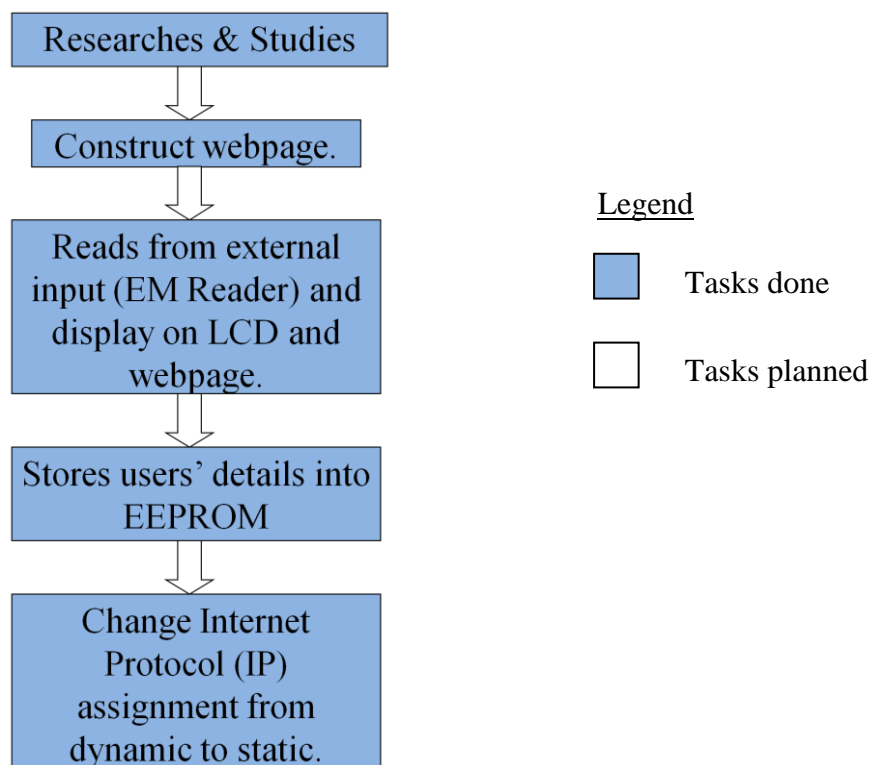 Researches & Studies
Construct webpage.
Reads from external
input (EM Reader) and
display on LCD and
webpage.
Stores users’ details into
EEPROM
Change Internet
Protocol (IP)
assignment from
dynamic to static.
Legend
Tasks done
Tasks planned